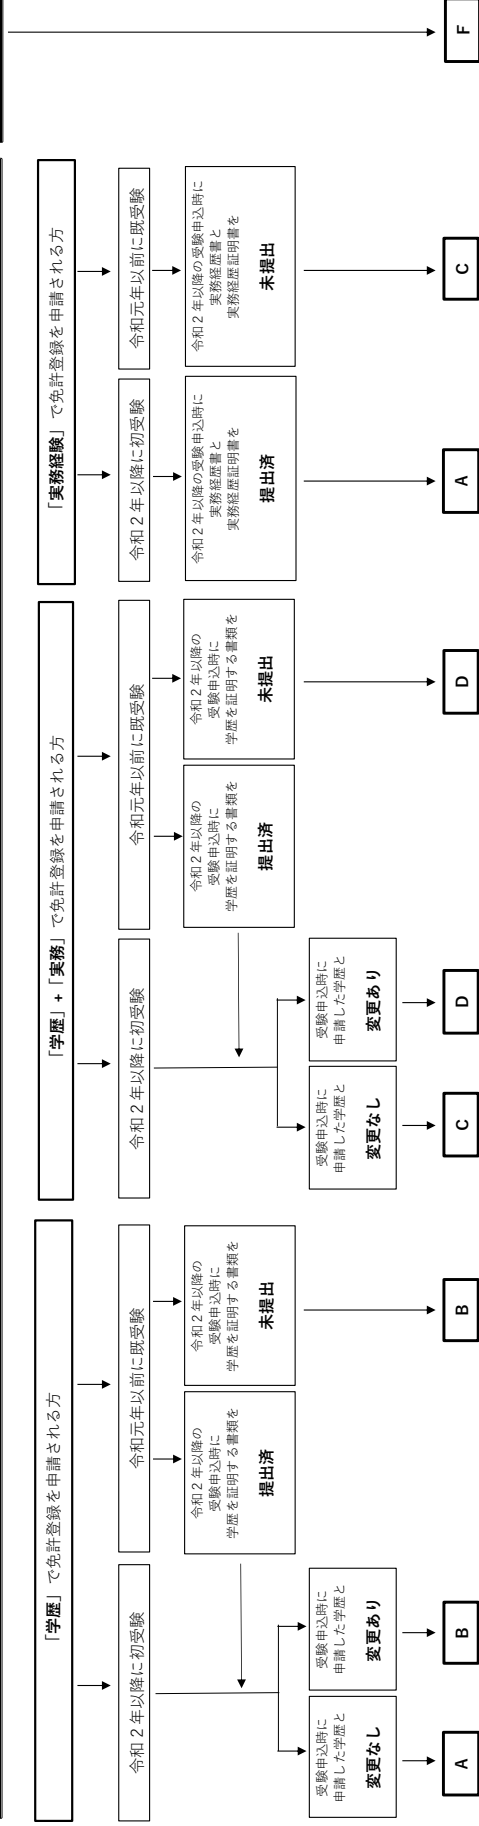 「学歴」で免許登録を申請される方
令和２年以降に初受験
令和元年以前に既受験
令和２年以降の
受験申込時に
学歴を証明する書類を
提出済
令和２年以降の
受験申込時に
学歴を証明する書類を
未提出
受験申込時に
申請した学歴と
変更なし
受験申込時に
申請した学歴と
変更あり
A
B
B
「学歴」+「実務」で免許登録を申請される方
令和２年以降に初受験
令和元年以前に既受験
令和２年以降の
受験申込時に
学歴を証明する書類を
提出済
令和２年以降の
受験申込時に
学歴を証明する書類を
未提出
受験申込時に
申請した学歴と
変更なし
受験申込時に
申請した学歴と
変更あり
C
D
D
「実務経験」で免許登録を申請される方
令和２年以降に初受験
令和元年以前に既受験
令和２年以降の受験申込時に
実務経歴書と
実務経歴証明書を
提出済
令和２年以降の受験申込時に
実務経歴書と
実務経歴証明書を
未提出
A
C
F